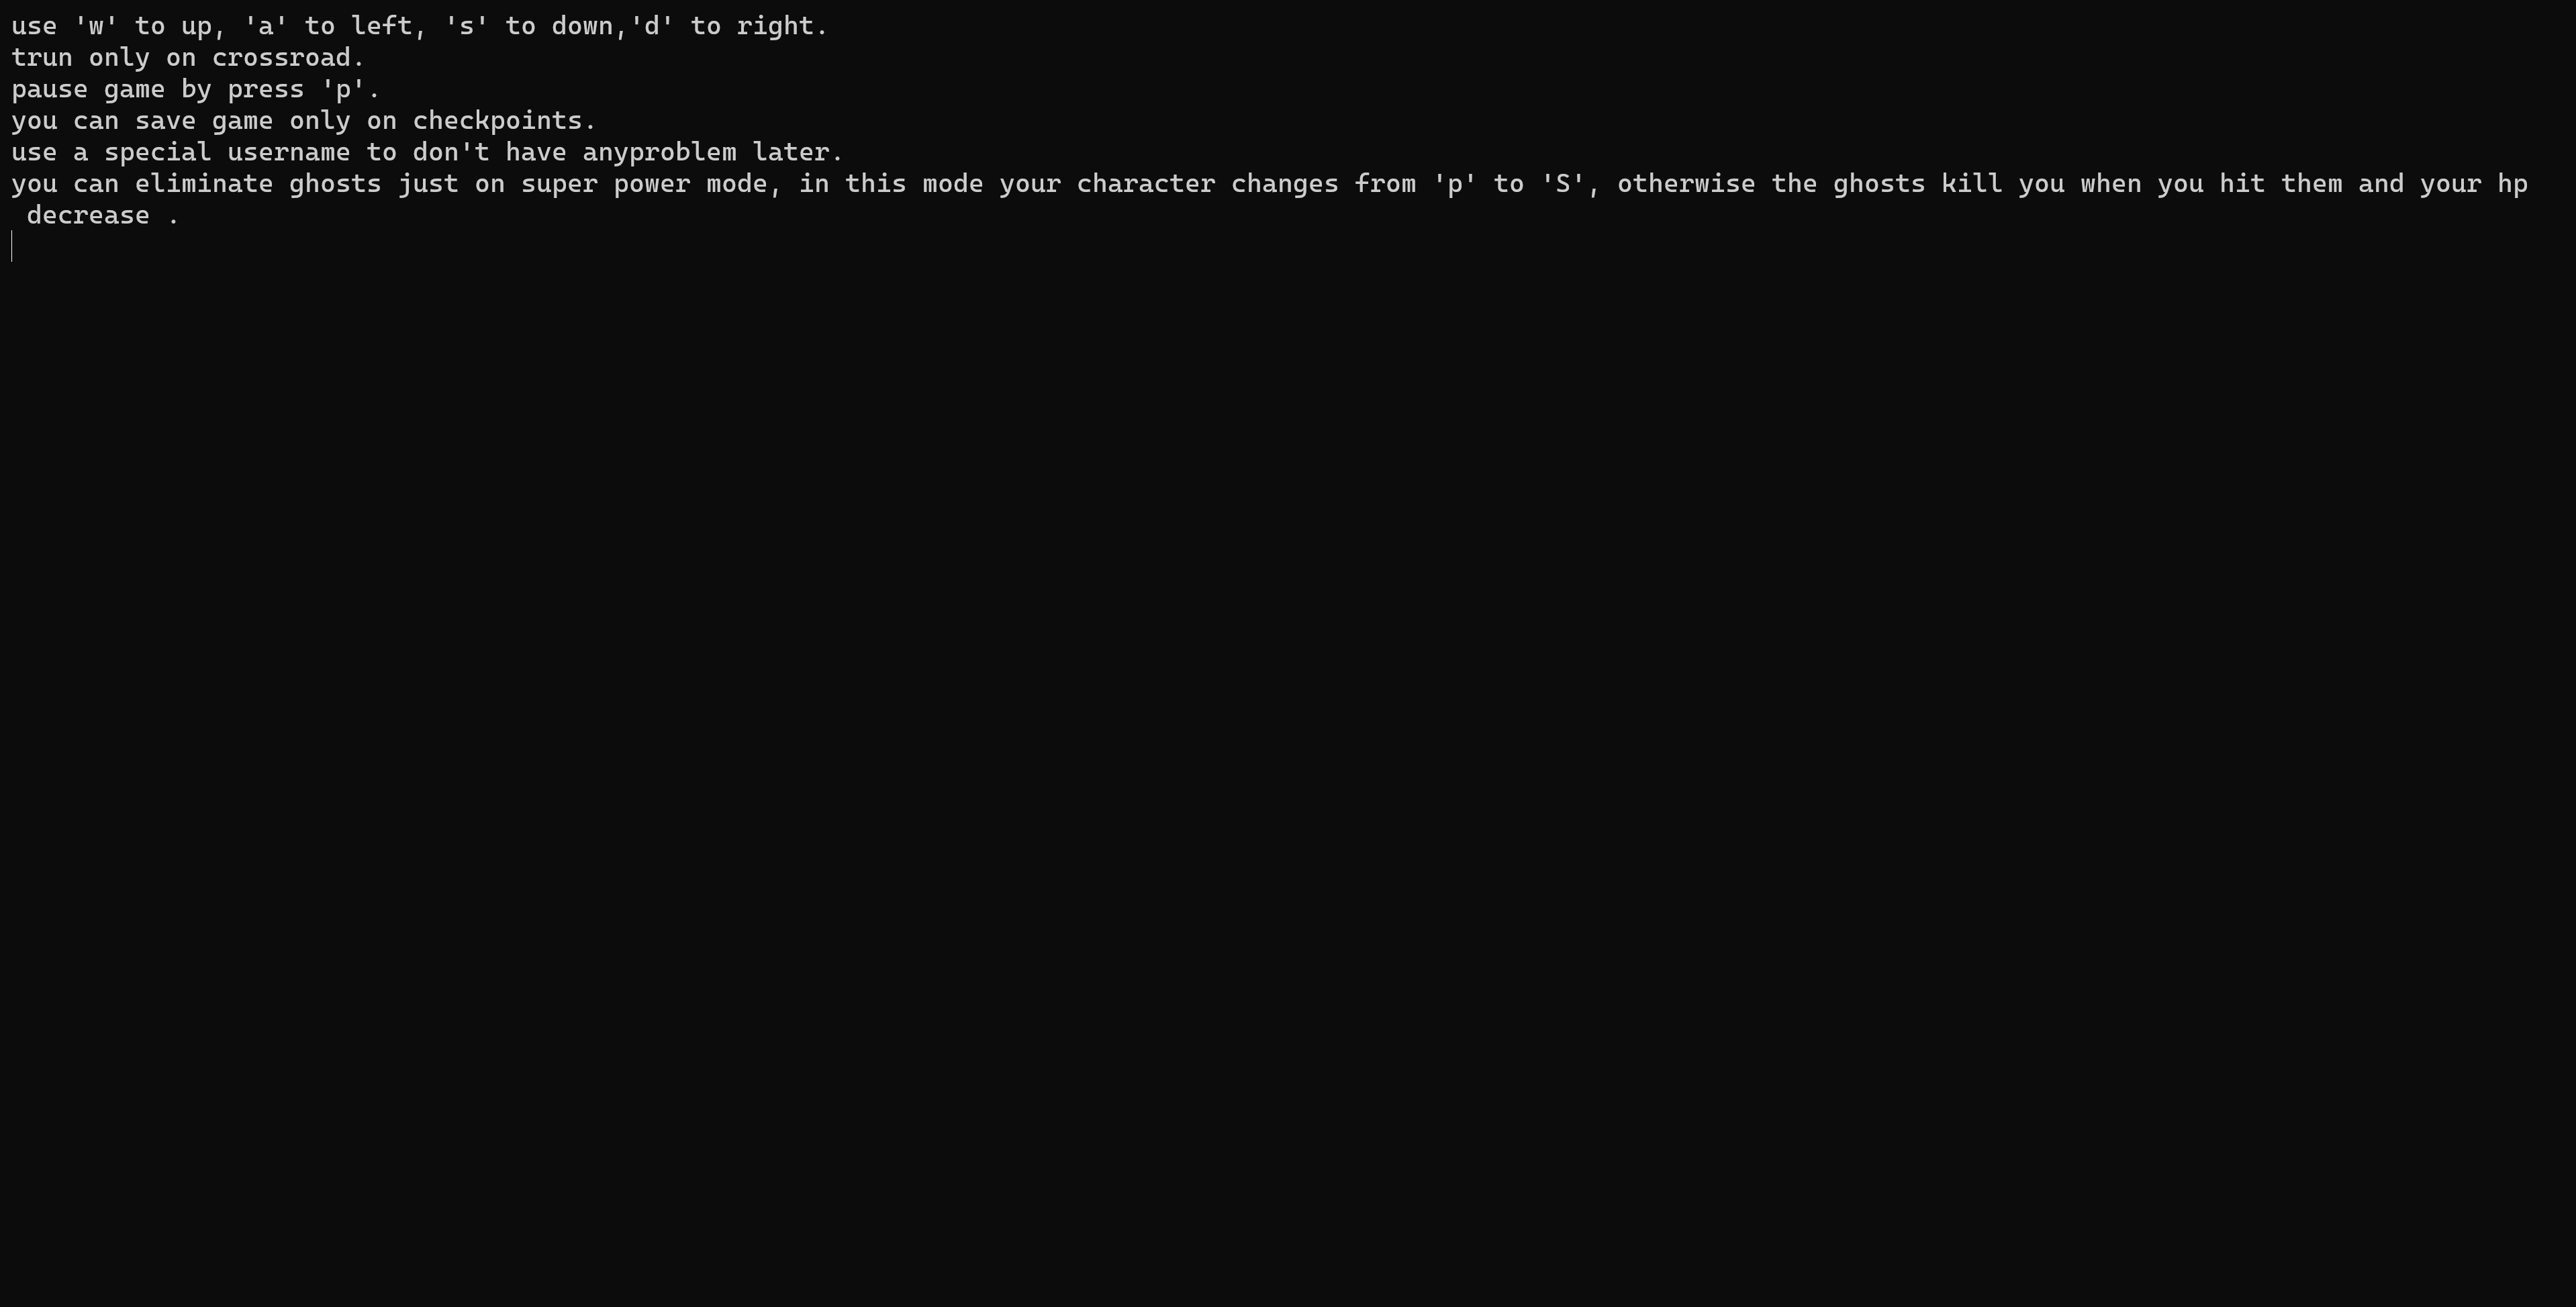 use 'w' to up, 'a' to left, 's' to down,'d' to right.
trun only on crossroad.
pause game by press 'p'.
you can save game only on checkpoints.
use a special username to don't have anyproblem later.
you can eliminate ghosts just on super power mode, in this mode your character changes from 'p' to 'S', otherwise the ghosts kill you when you hit them and your hp
 decrease .